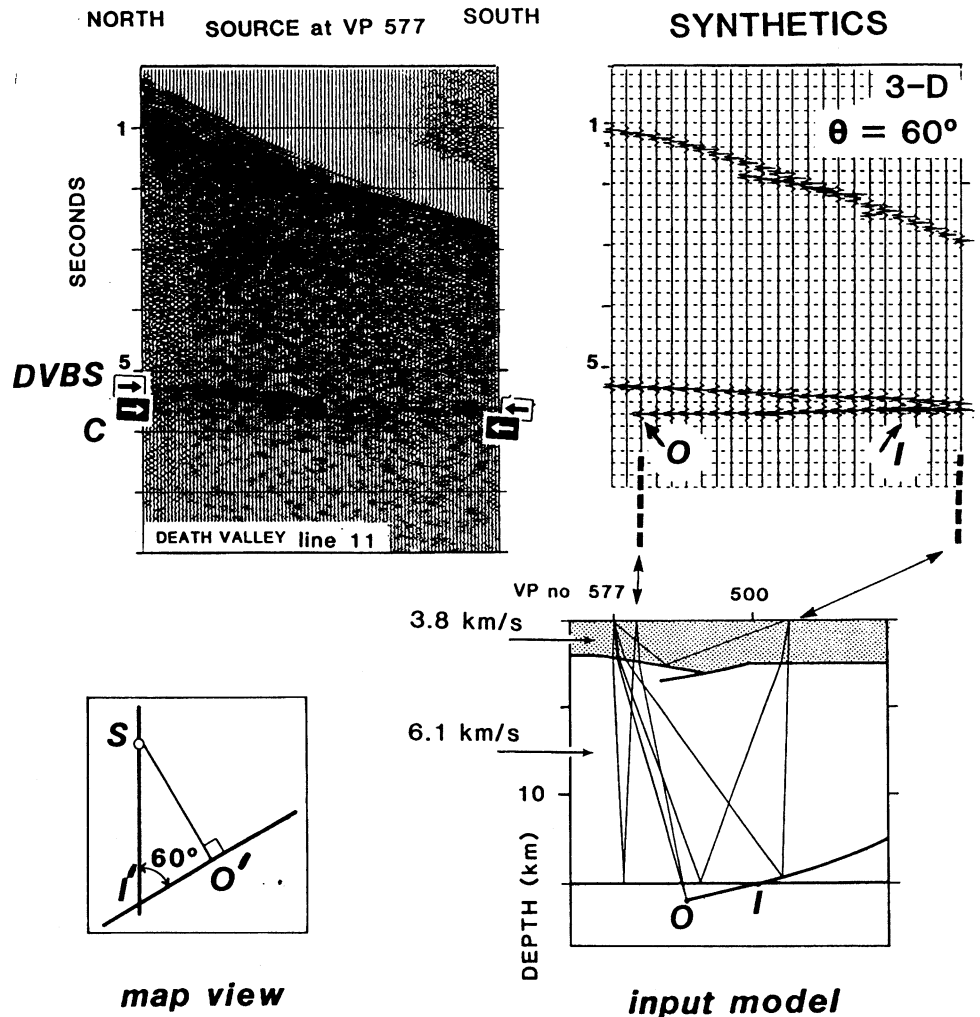 NORTH SOURCE at VP 577 SOUTH
SYNTHETICS
3-D
θ = 60°
1
SECONDS
5
DVBS
C
DEATH VALLEY line 11
1
5
O
I
VP no 577 500
3.8 km/s
6.1 km/s
10
DEPTH (km)
O
I
S
60°
I'
O'
map view
input model